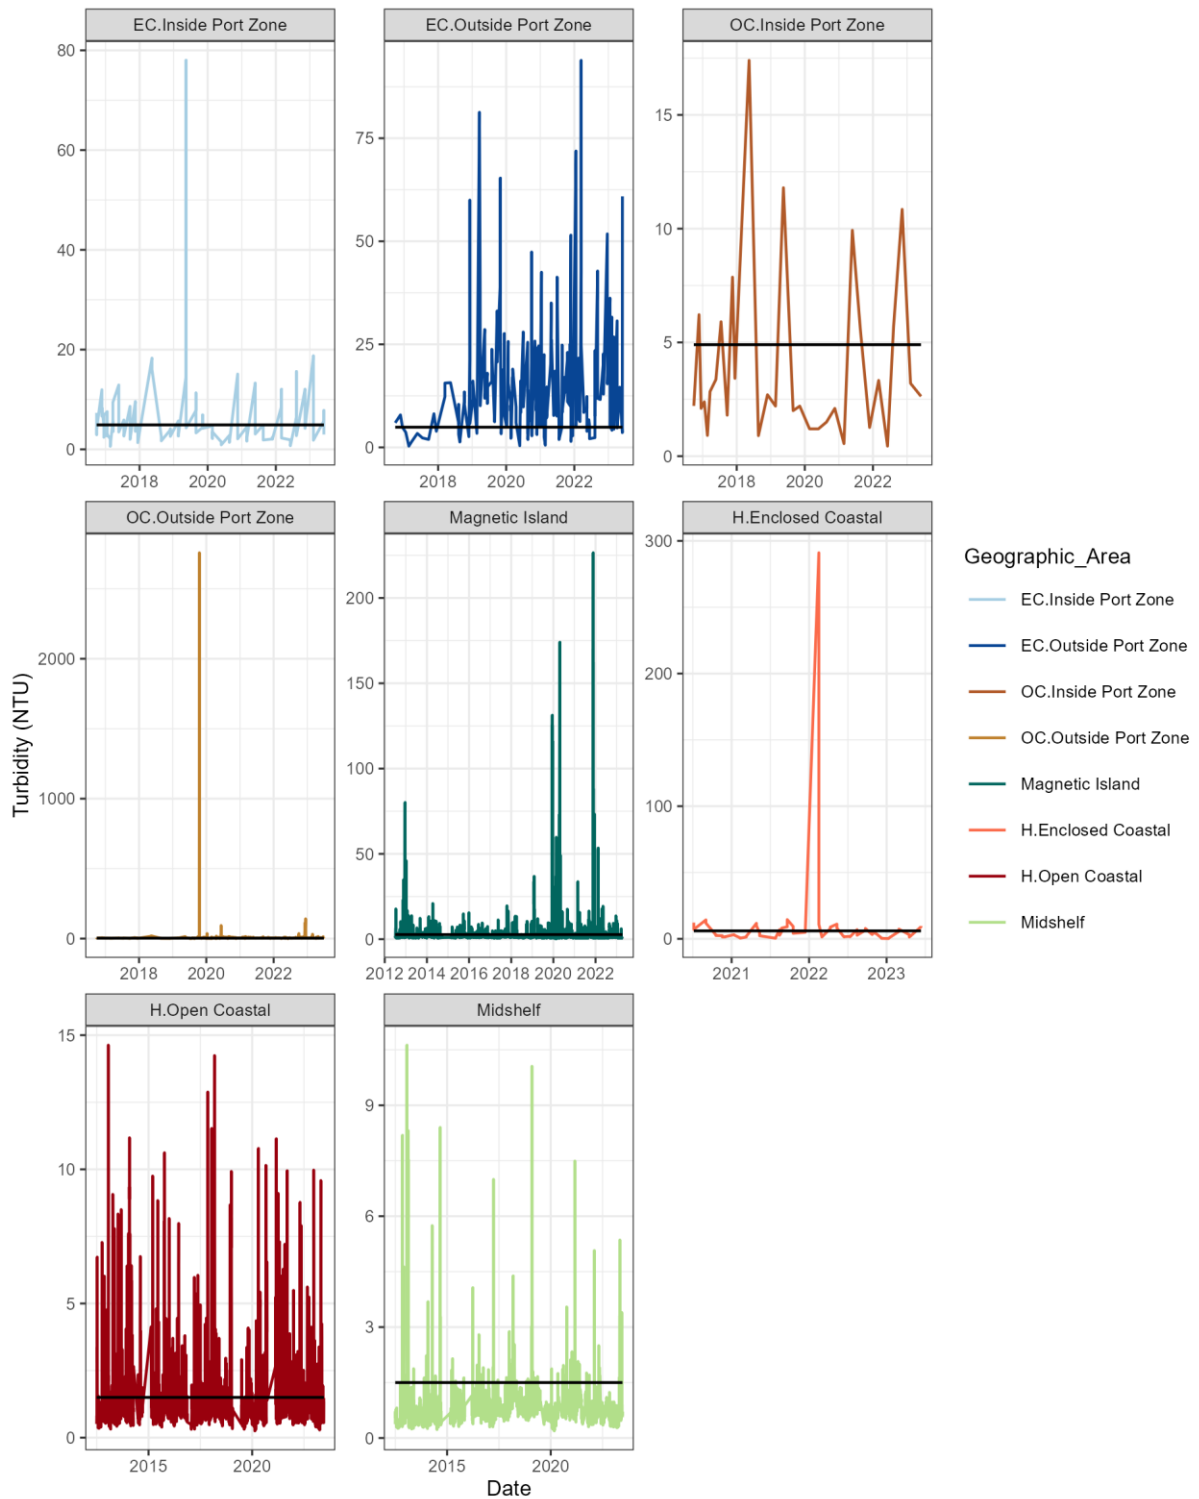 EC.Inside Port Zone
EC.Outside Port Zone
OC.Inside Port Zone
80
60
40
20
0
2018 2020 2022
75
50
25
0
2018 2020 2022
15
10
5
0
2018 2020 2022
OC.Outside Port Zone
Magnetic Island
H.Enclosed Coastal
Turbidity (NTU)
2000
1000
0
2018 2020 2022
200
150
100
50
0
2012 2014 2016 2018 2020 2022
300
200
100
0
2021 2022 2023
H.Open Coastal
Midshelf
15
10
5
0
2015 2020
9
6
3
0
2015 2020
Date
Geographic_Area
EC.Inside Port Zone
EC.Outside Port Zone
OC.Inside Port Zone
OC.Outside Port Zone
Magnetic Island
H.Enclosed Coastal
H.Open Coastal
Midshelf